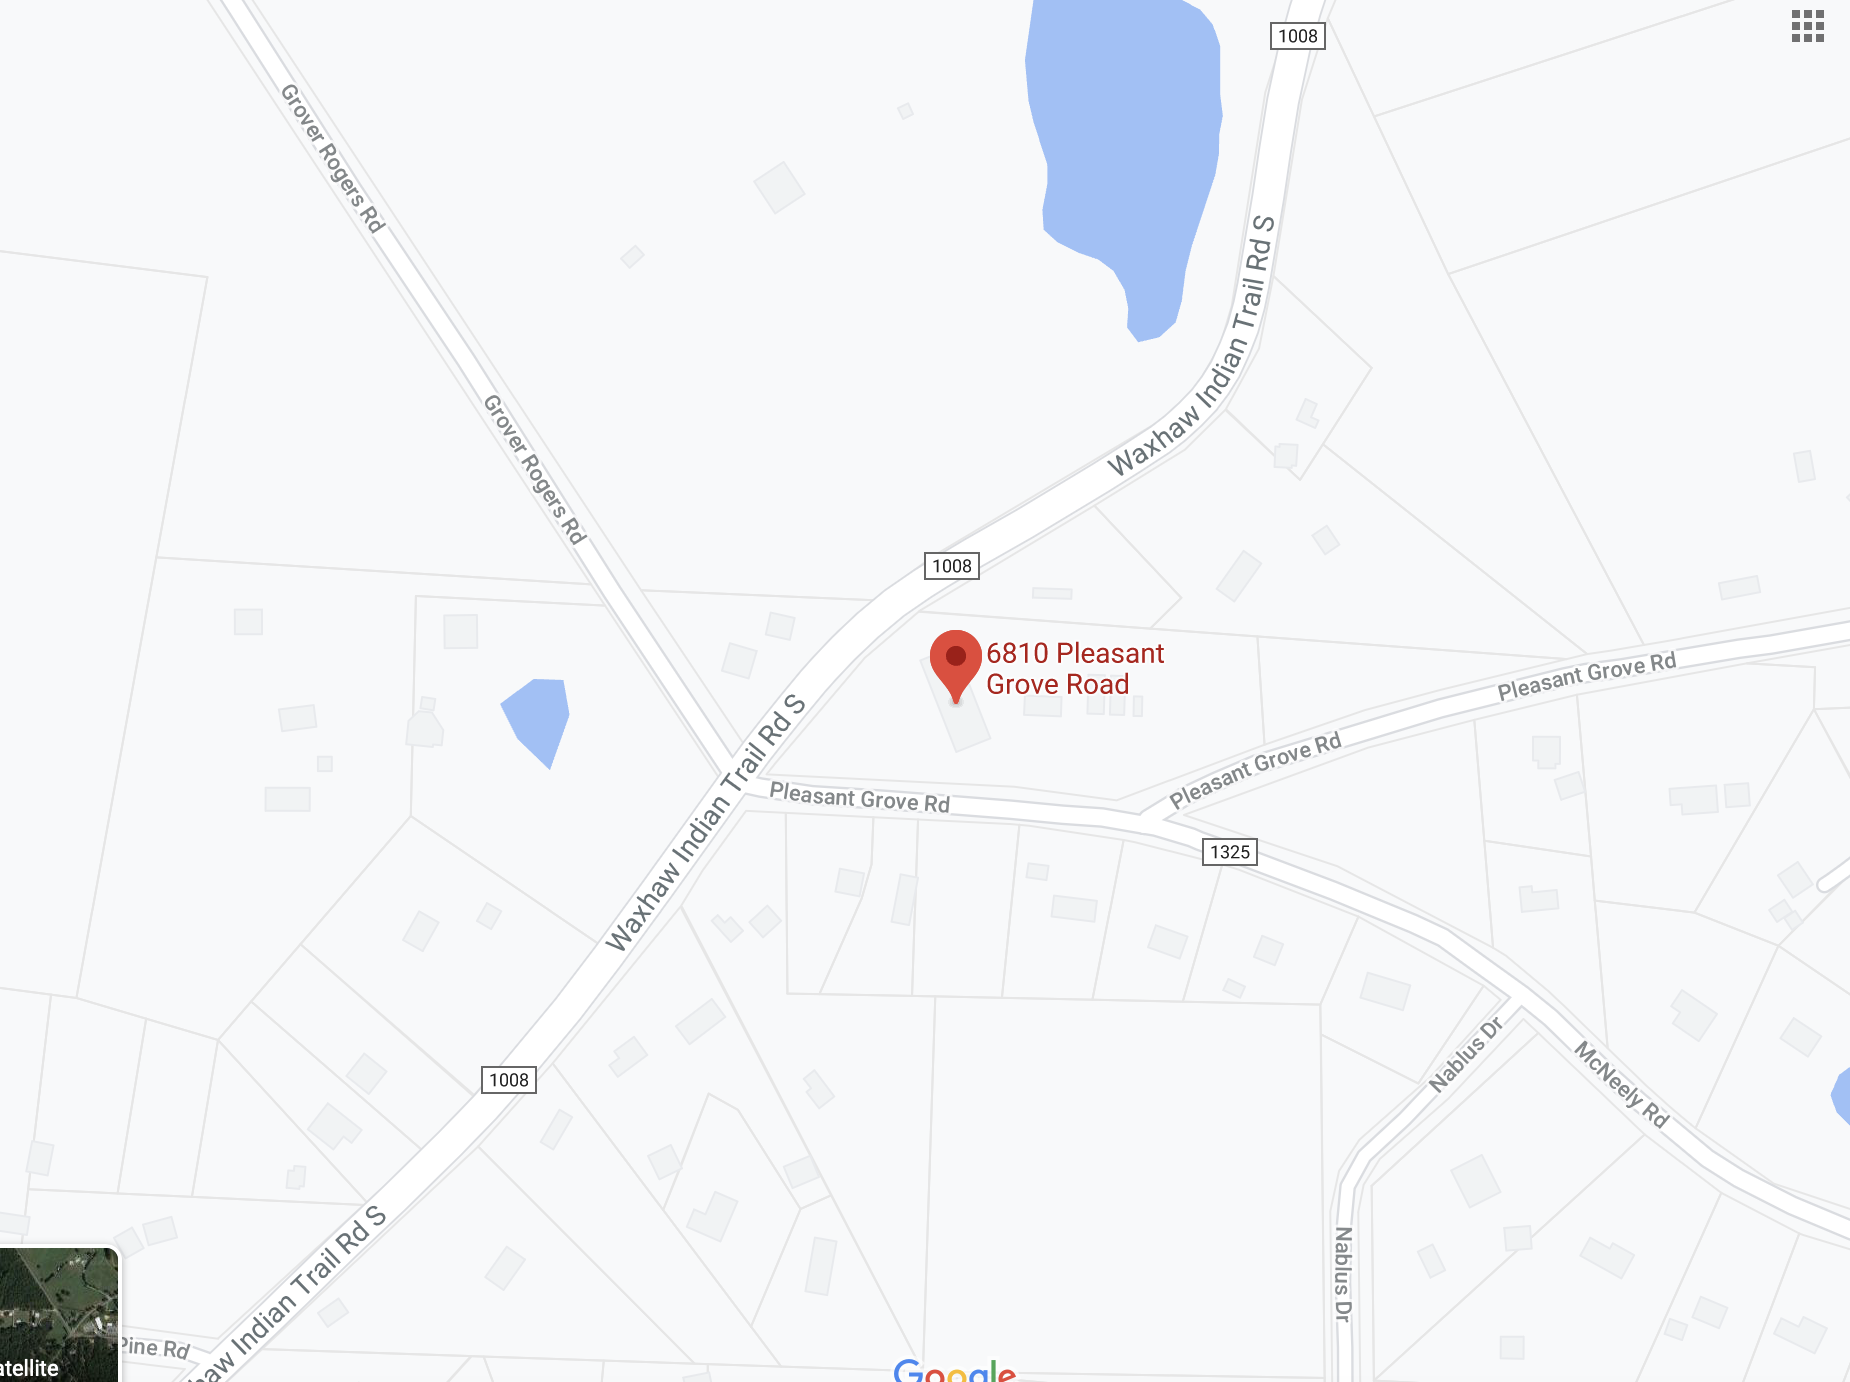 1008
Grover Rogers Rd
Waxhaw Indian Trail Rd S
Grover Rogers Rd
1008
6810 Pleasant
Grove Road
Pleasant Grove Rd
Pleasant Grove Rd
Waxhaw Indian Trail Rd S
Pleasant Grove Rd
1325
Nablus Dr
McNeely Rd
1008
Waxhaw Indian Trail Rd S
Nablus Dr
Pine Rd
atellite
Google